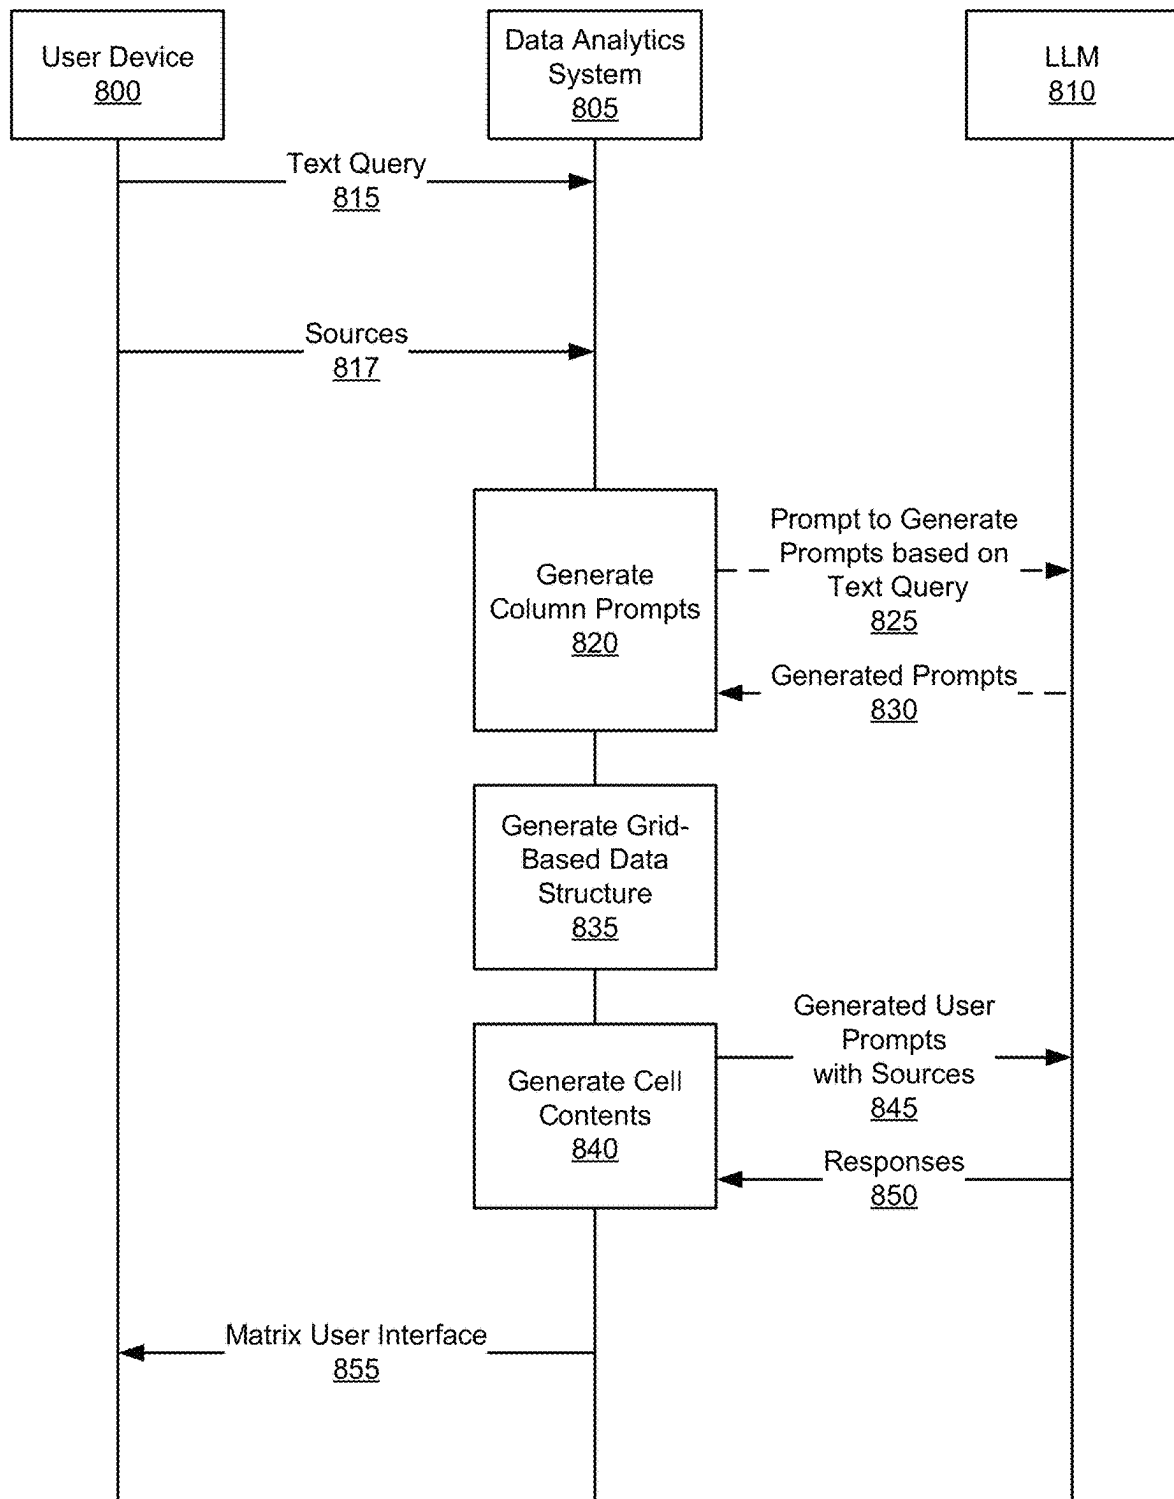 User Device
800
Data Analytics
System
805
LLM
810
Text Query
815
Sources
817
Generate
Column Prompts
820
Prompt to Generate
Prompts based on
Text Query
825
Generated Prompts
830
Generate Grid-
Based Data
Structure
835
Generate Cell
Contents
840
Generated User
Prompts
with Sources
845
Responses
850
Matrix User Interface
855